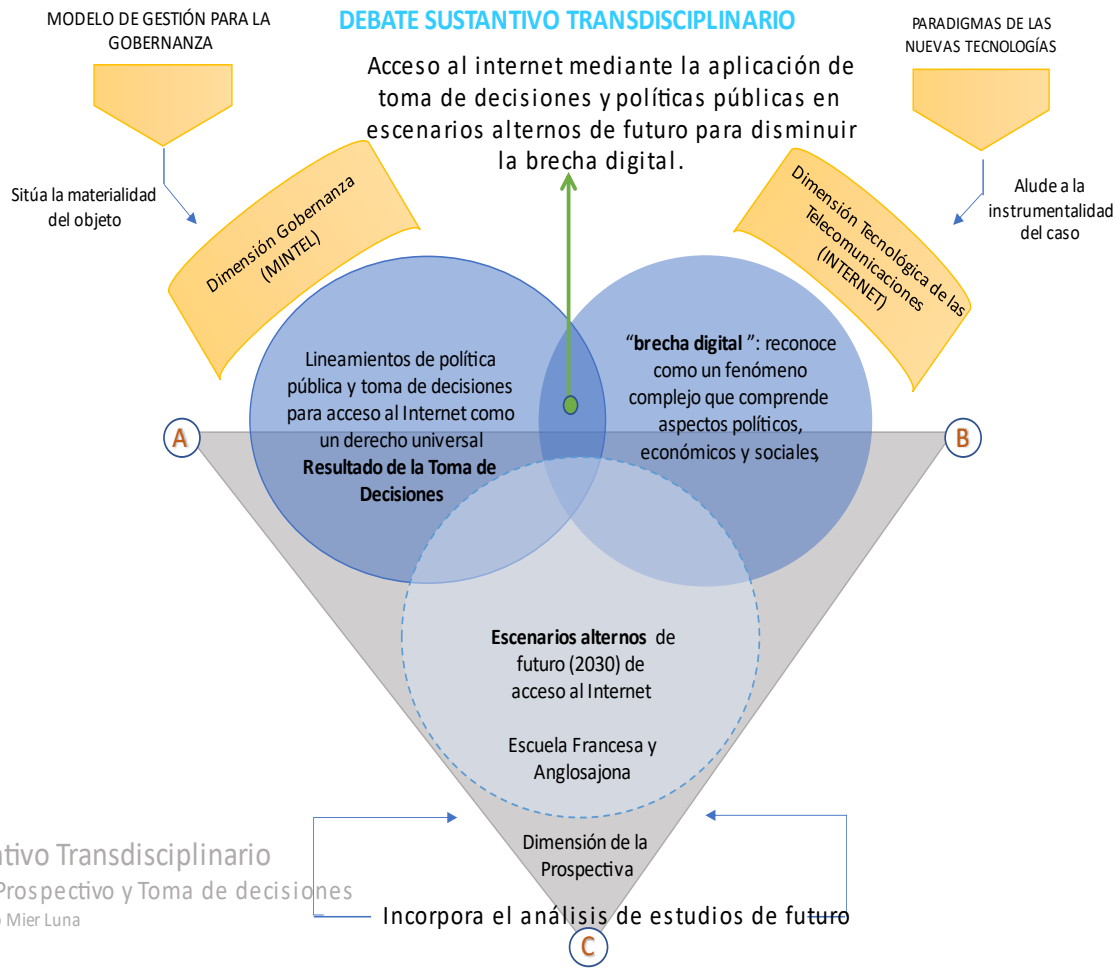 MODELO DE GESTIÓN PARA LA
GOBERNANZA
DEBATE SUSTANTIVO TRANSDISCIPLINARIO
PARADIGMAS DE LAS
NUEVAS TECNOLOGÍAS
Acceso al internet mediante la aplicación de
toma de decisiones y políticas públicas en
escenarios alternos de futuro para disminuir
la brecha digital.
Sitúa la materialidad
del objeto
Dimensión Gobernanza
(MINTEL)
Dimensión Tecnológica de las
Telecomunicaciones
(INTERNET)
Alude a la
instrumentalidad
del caso
Lineamientos de política
pública y toma de decisiones
para acceso al Internet como
un derecho universal
Resultado de la Toma de
Decisiones
“brecha digital ”: reconoce
como un fenómeno
complejo que comprende
aspectos políticos,
económicos y sociales,
A
B
Escenarios alternos de
futuro (2030) de
acceso al Internet
Escuela Francesa y
Anglosajona
Dimensión de la
Prospectiva
ntivo Transdisciplinario
Prospectivo y Toma de decisiones
Mier Luna
Incorpora el análisis de estudios de futuro
C